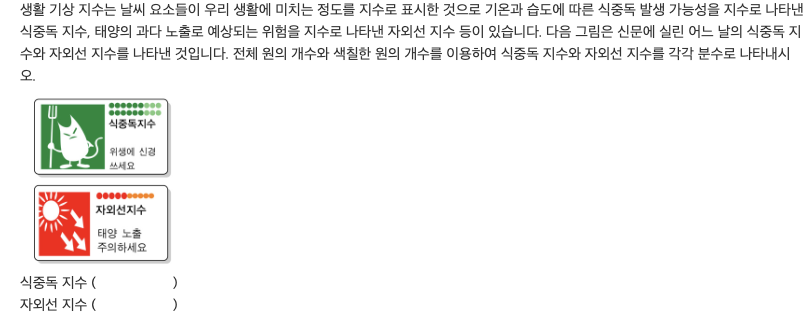 생활 기상 지수는 날씨 요소들이 우리 생활에 미치는 정도를 지수로 표시한 것으로 기온과 습도에 따른 식중독 발생 가능성을 지수로 나타낸
식중독 지수, 태양의 과다 노출로 예상되는 위험을 지수로 나타낸 자외선 지수 등이 있습니다. 다음 그림은 신문에 실린 어느 날의 식중독 지
수와 자외선 지수를 나타낸 것입니다. 전체 원의 개수와 색칠한 원의 개수를 이용하여 식중독 지수와 자외선 지수를 각각 분수로 나타내시
오.
식중독지수
위생에 신경
쓰세요
자외선지수
태양 노출
주의하세요
식중독 지수 (                )
자외선 지수 (                )